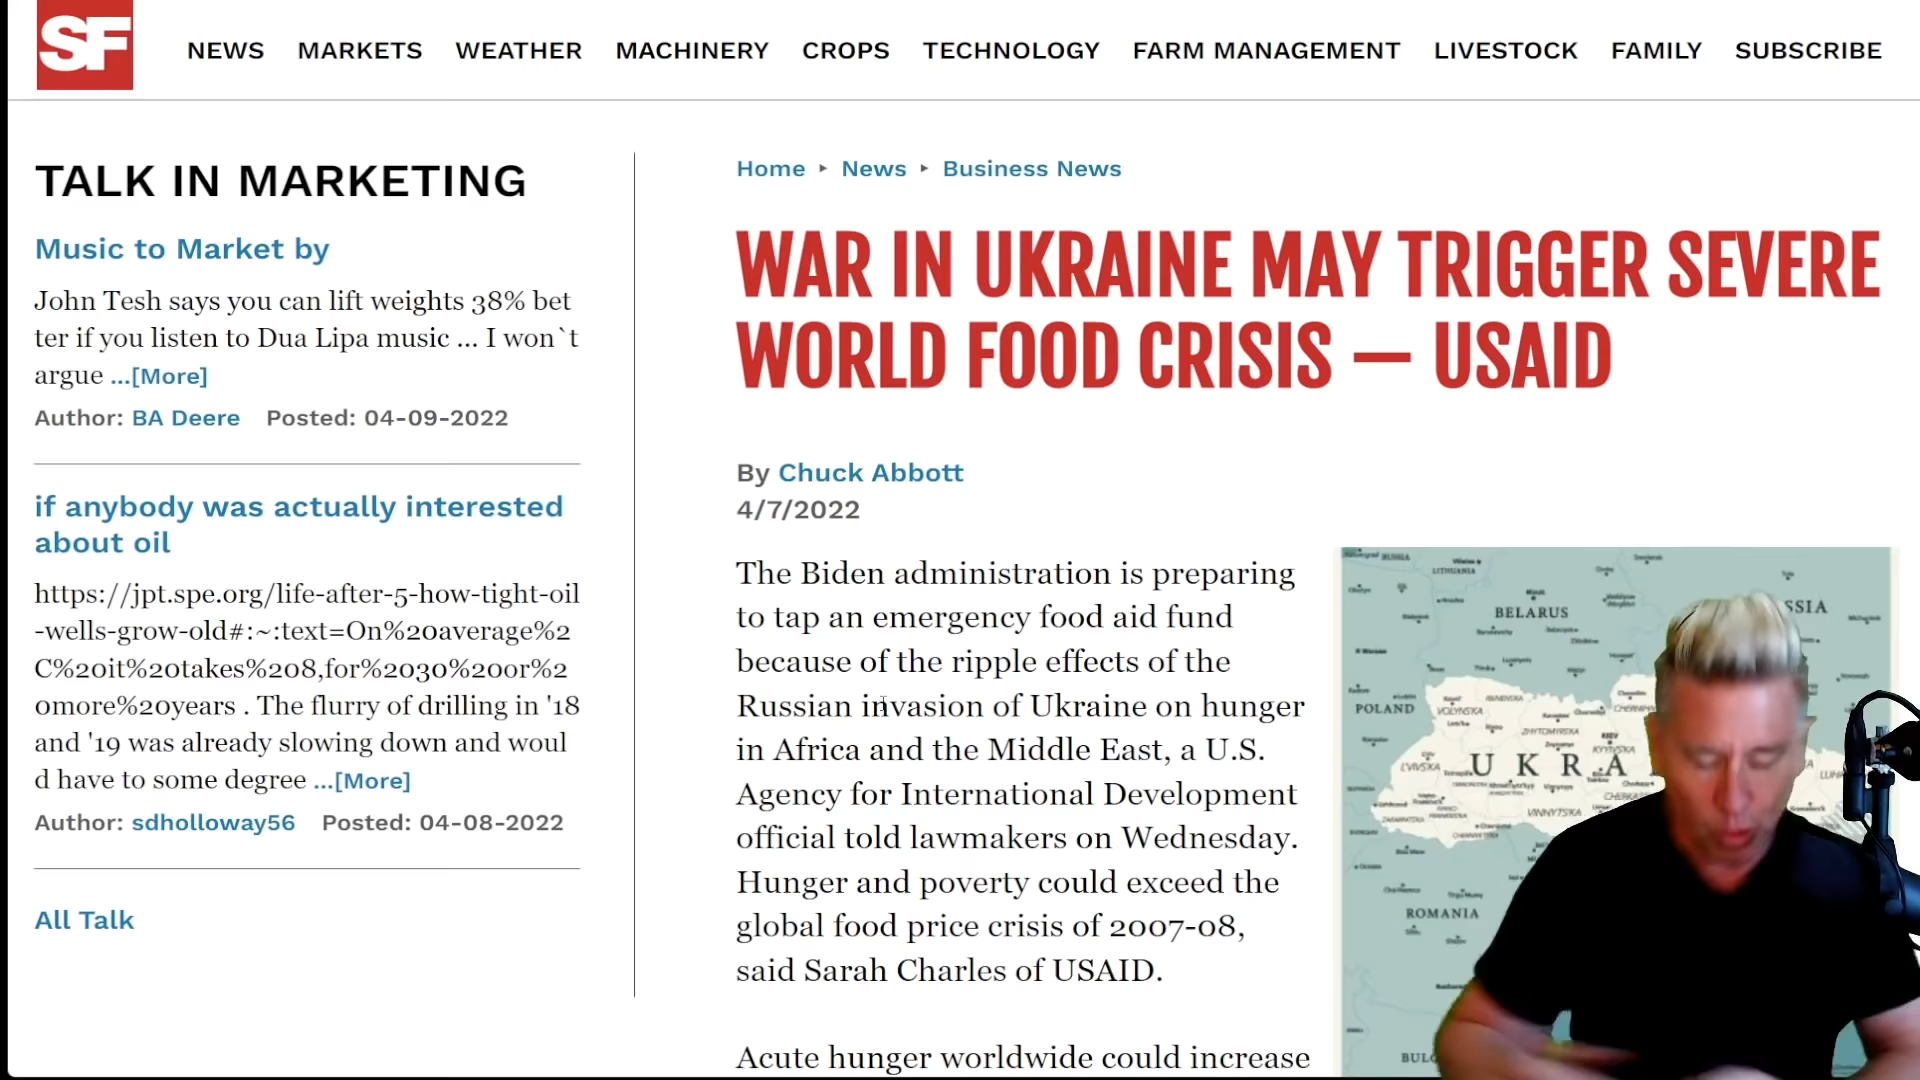 SF
NEWS MARKETS WEATHER MACHINERY CROPS TECHNOLOGY FARM MANAGEMENT LIVESTOCK FAMILY SUBSCRIBE
TALK IN MARKETING
Music to Market by
John Tesh says you can lift weights 38% bet
ter if you listen to Dua Lipa music ... I won`t
argue ...[More]
Author: BA Deere Posted: 04-09-2022
if anybody was actually interested
about oil
https://jpt.spe.org/life-after-5-how-tight-oil
-wells-grow-old#:~:text=On%20average%2
C%20it%20takes%208,for%2030%20or%2
0more%20years . The flurry of drilling in '18
and '19 was already slowing down and woul
d have to some degree ...[More]
Author: sdholloway56 Posted: 04-08-2022
All Talk
Home ▸ News ▸ Business News
WAR IN UKRAINE MAY TRIGGER SEVERE
WORLD FOOD CRISIS — USAID
By Chuck Abbott
4/7/2022
The Biden administration is preparing
to tap an emergency food aid fund
because of the ripple effects of the
Russian invasion of Ukraine on hunger
in Africa and the Middle East, a U.S.
Agency for International Development
official told lawmakers on Wednesday.
Hunger and poverty could exceed the
global food price crisis of 2007-08,
said Sarah Charles of USAID.
Acute hunger worldwide could increase
LITHUANIA
BELARUS
SSIA
POLAND
VOLYNSKA
ZHYTOMYRSKA
KYIVSKA
L'VIVSKA
U K R A
VINNYTS'KA
ROMANIA
BUL